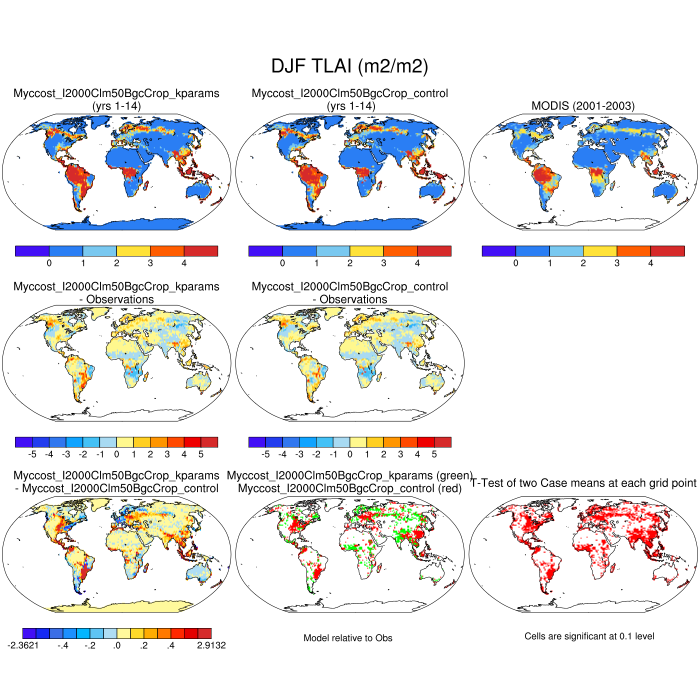 DJF TLAI (m2/m2)
Myccost_I2000Clm50BgcCrop_kparams
(yrs 1-14)
Myccost_I2000Clm50BgcCrop_control
(yrs 1-14)
MODIS (2001-2003)
0 1 2 3 4
0 1 2 3 4
0 1 2 3 4
Myccost_I2000Clm50BgcCrop_kparams
- Observations
Myccost_I2000Clm50BgcCrop_control
- Observations
-5 -4 -3 -2 -1 0 1 2 3 4 5
-5 -4 -3 -2 -1 0 1 2 3 4 5
Myccost_I2000Clm50BgcCrop_kparams
- Myccost_I2000Clm50BgcCrop_control
Myccost_I2000Clm50BgcCrop_kparams (green)
Myccost_I2000Clm50BgcCrop_control (red)
T-Test of two Case means at each grid point
-2.3621 -.4 -.2 .0 .2 .4 2.9132
Model relative to Obs
Cells are significant at 0.1 level